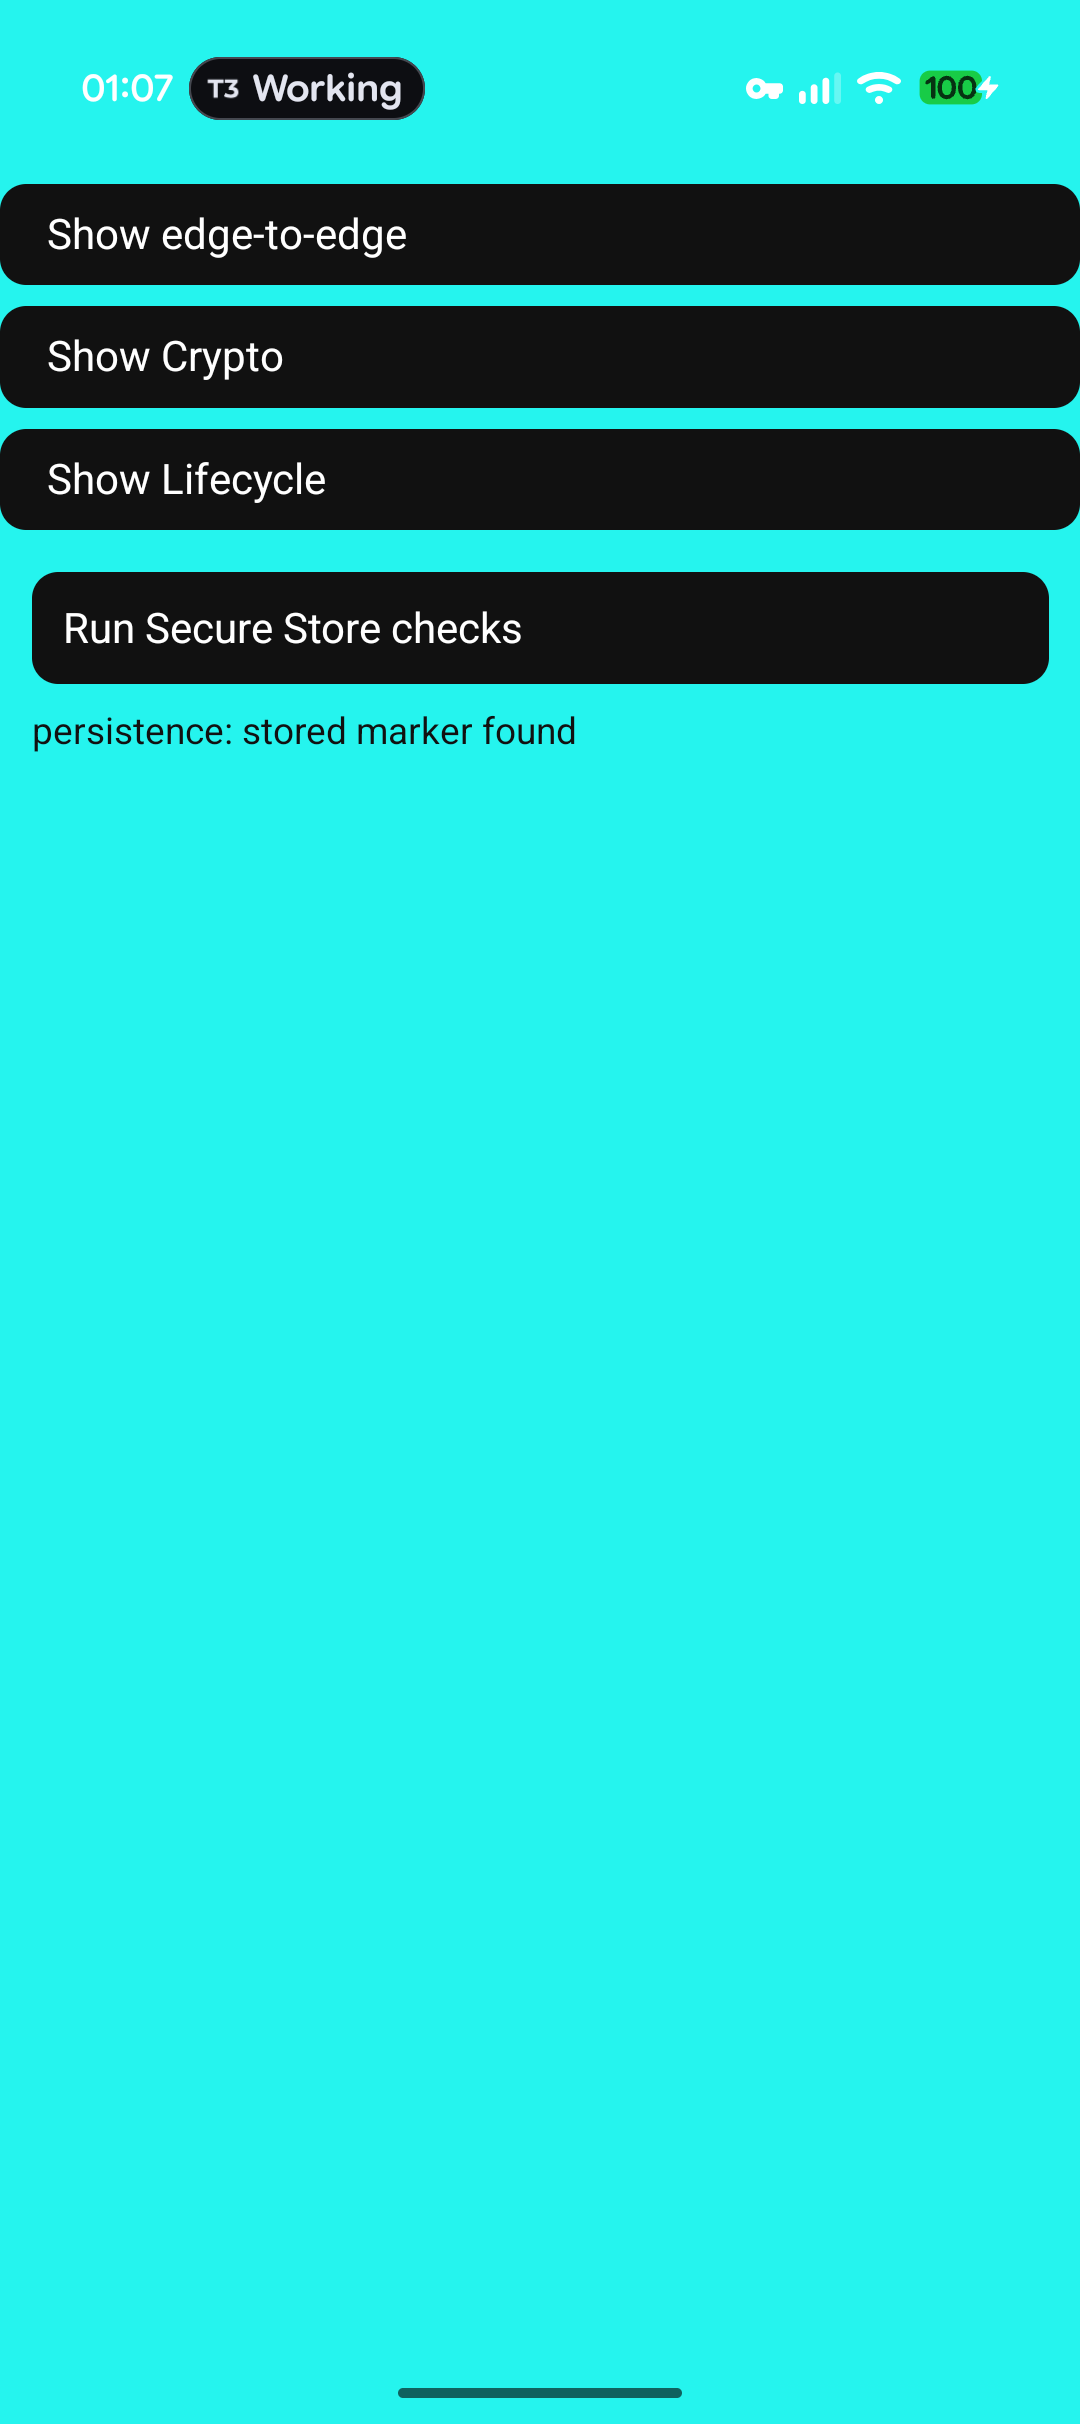 01:07 T3 Working 100
Show edge-to-edge
Show Crypto
Show Lifecycle
Run Secure Store checks
persistence: stored marker found